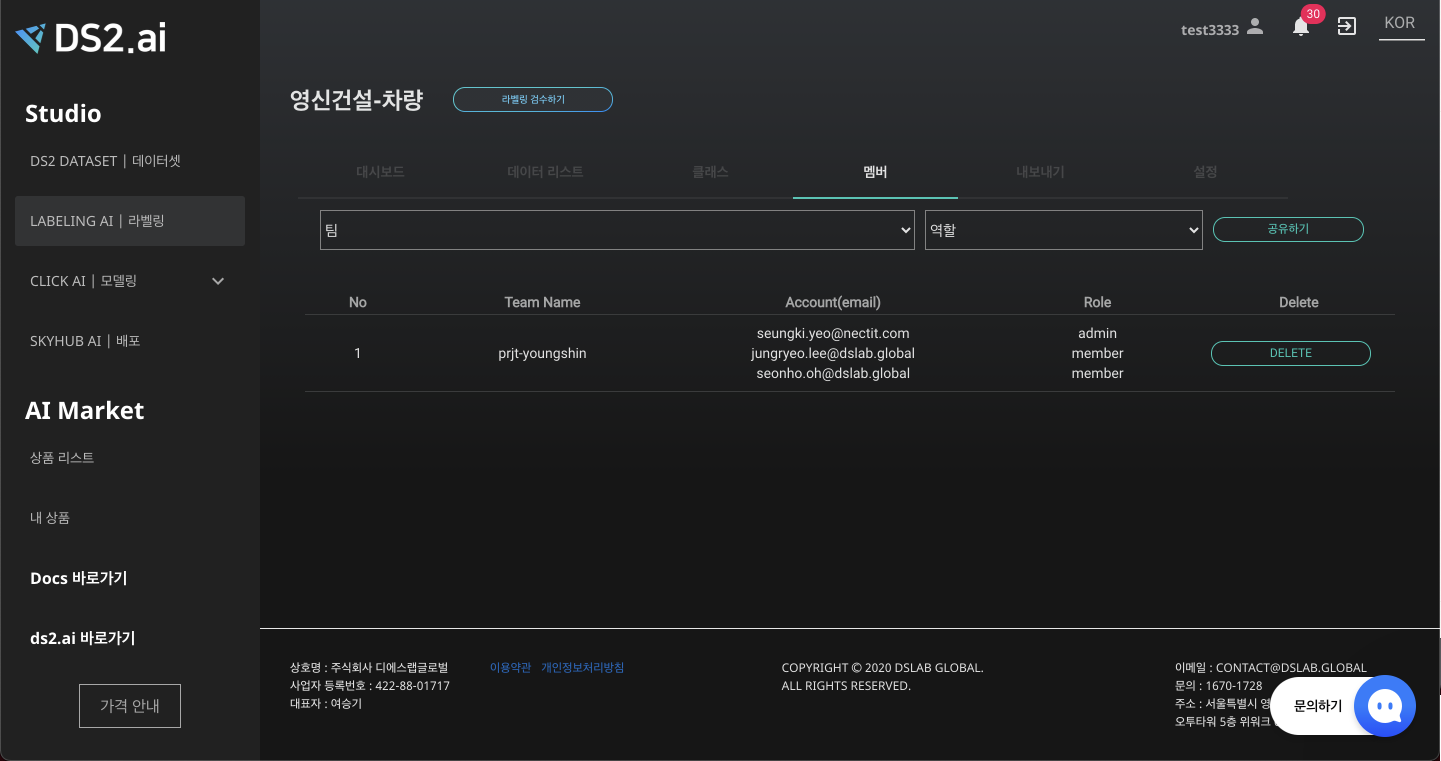 DS2.ai
test3333
30
KOR
Studio
DS2 DATASET | 데이터셋
LABELING AI | 라벨링
CLICK AI | 모델링
SKYHUB AI | 배포
AI Market
상품 리스트
내 상품
Docs 바로가기
ds2.ai 바로가기
가격 안내
영신건설-차량
라벨링 검수하기
대시보드 데이터 리스트 클래스 멤버 내보내기 설정
팀 역할 공유하기
No Team Name Account(email) Role Delete
seungki.yeo@nectit.com admin
1 prjt-youngshin jungryeo.lee@dslab.global member DELETE
seonho.oh@dslab.global member
상호명 : 주식회사 디에스랩글로벌
사업자 등록번호 : 422-88-01717
대표자 : 여승기
이용약관 개인정보처리방침
COPYRIGHT © 2020 DSLAB GLOBAL.
ALL RIGHTS RESERVED.
이메일 : CONTACT@DSLAB.GLOBAL
문의 : 1670-1728
주소 : 서울특별시 영
오투타워 5층 위워크
문의하기